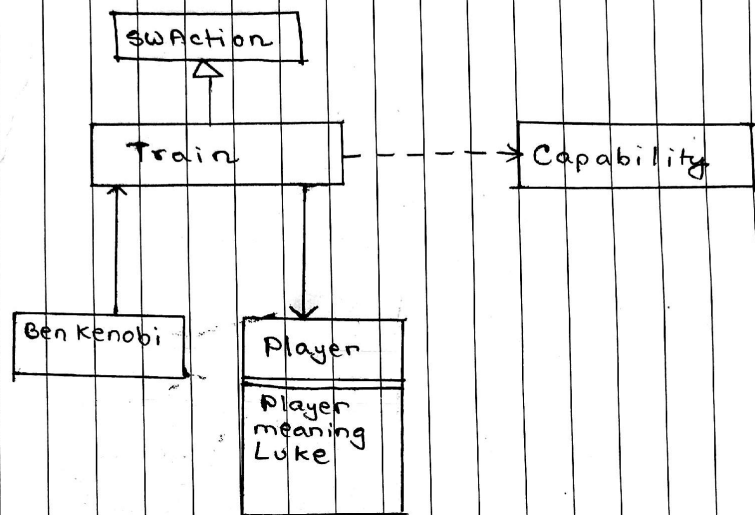 SWAction
Train
Capability
Ben Kenobi
Player
Player
meaning
Luke